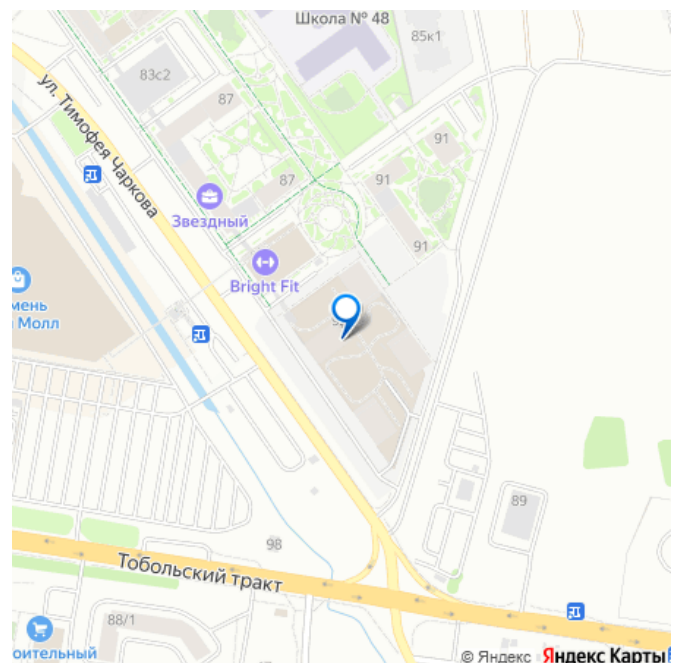 Школа № 48
85к1
83с2
87
ул. Тимофея Чаркова
91
91
87
Звездный
91
Bright Fit
мень
Молл
89
98
Тобольский тракт
88/1
оительный
© Яндекс Яндекс Карты